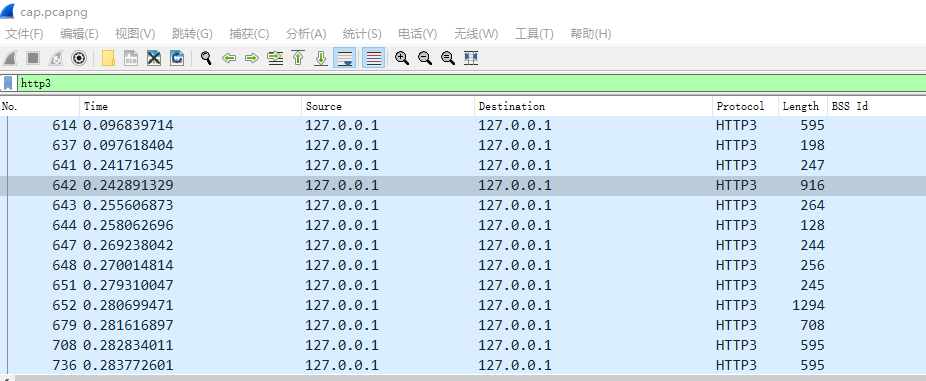 cap.pcapng
文件(F) 编辑(E) 视图(V) 跳转(G) 捕获(C) 分析(A) 统计(S) 电话(Y) 无线(W) 工具(T) 帮助(H)
http3
No. Time Source Destination Protocol Length BSS Id
614 0.096839714 127.0.0.1 127.0.0.1 HTTP3 595
637 0.097618404 127.0.0.1 127.0.0.1 HTTP3 198
641 0.241716345 127.0.0.1 127.0.0.1 HTTP3 247
642 0.242891329 127.0.0.1 127.0.0.1 HTTP3 916
643 0.255606873 127.0.0.1 127.0.0.1 HTTP3 264
644 0.258062696 127.0.0.1 127.0.0.1 HTTP3 128
647 0.269238042 127.0.0.1 127.0.0.1 HTTP3 244
648 0.270014814 127.0.0.1 127.0.0.1 HTTP3 256
651 0.279310047 127.0.0.1 127.0.0.1 HTTP3 245
652 0.280699471 127.0.0.1 127.0.0.1 HTTP3 1294
679 0.281616897 127.0.0.1 127.0.0.1 HTTP3 708
708 0.282834011 127.0.0.1 127.0.0.1 HTTP3 595
736 0.283772601 127.0.0.1 127.0.0.1 HTTP3 595